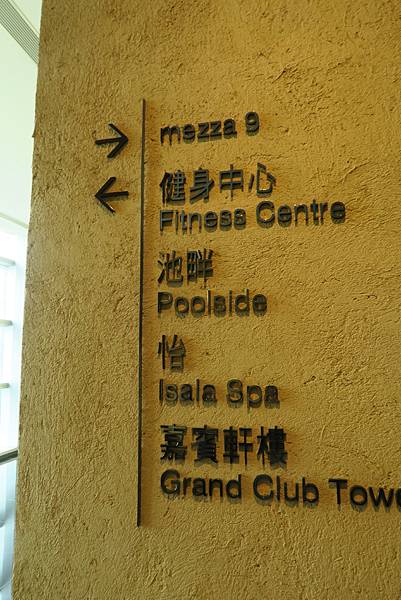 mezza 9
健身中心
Fitness Centre
池畔
Poolside
怡
Isala Spa
嘉賓軒樓
Grand Club Towe